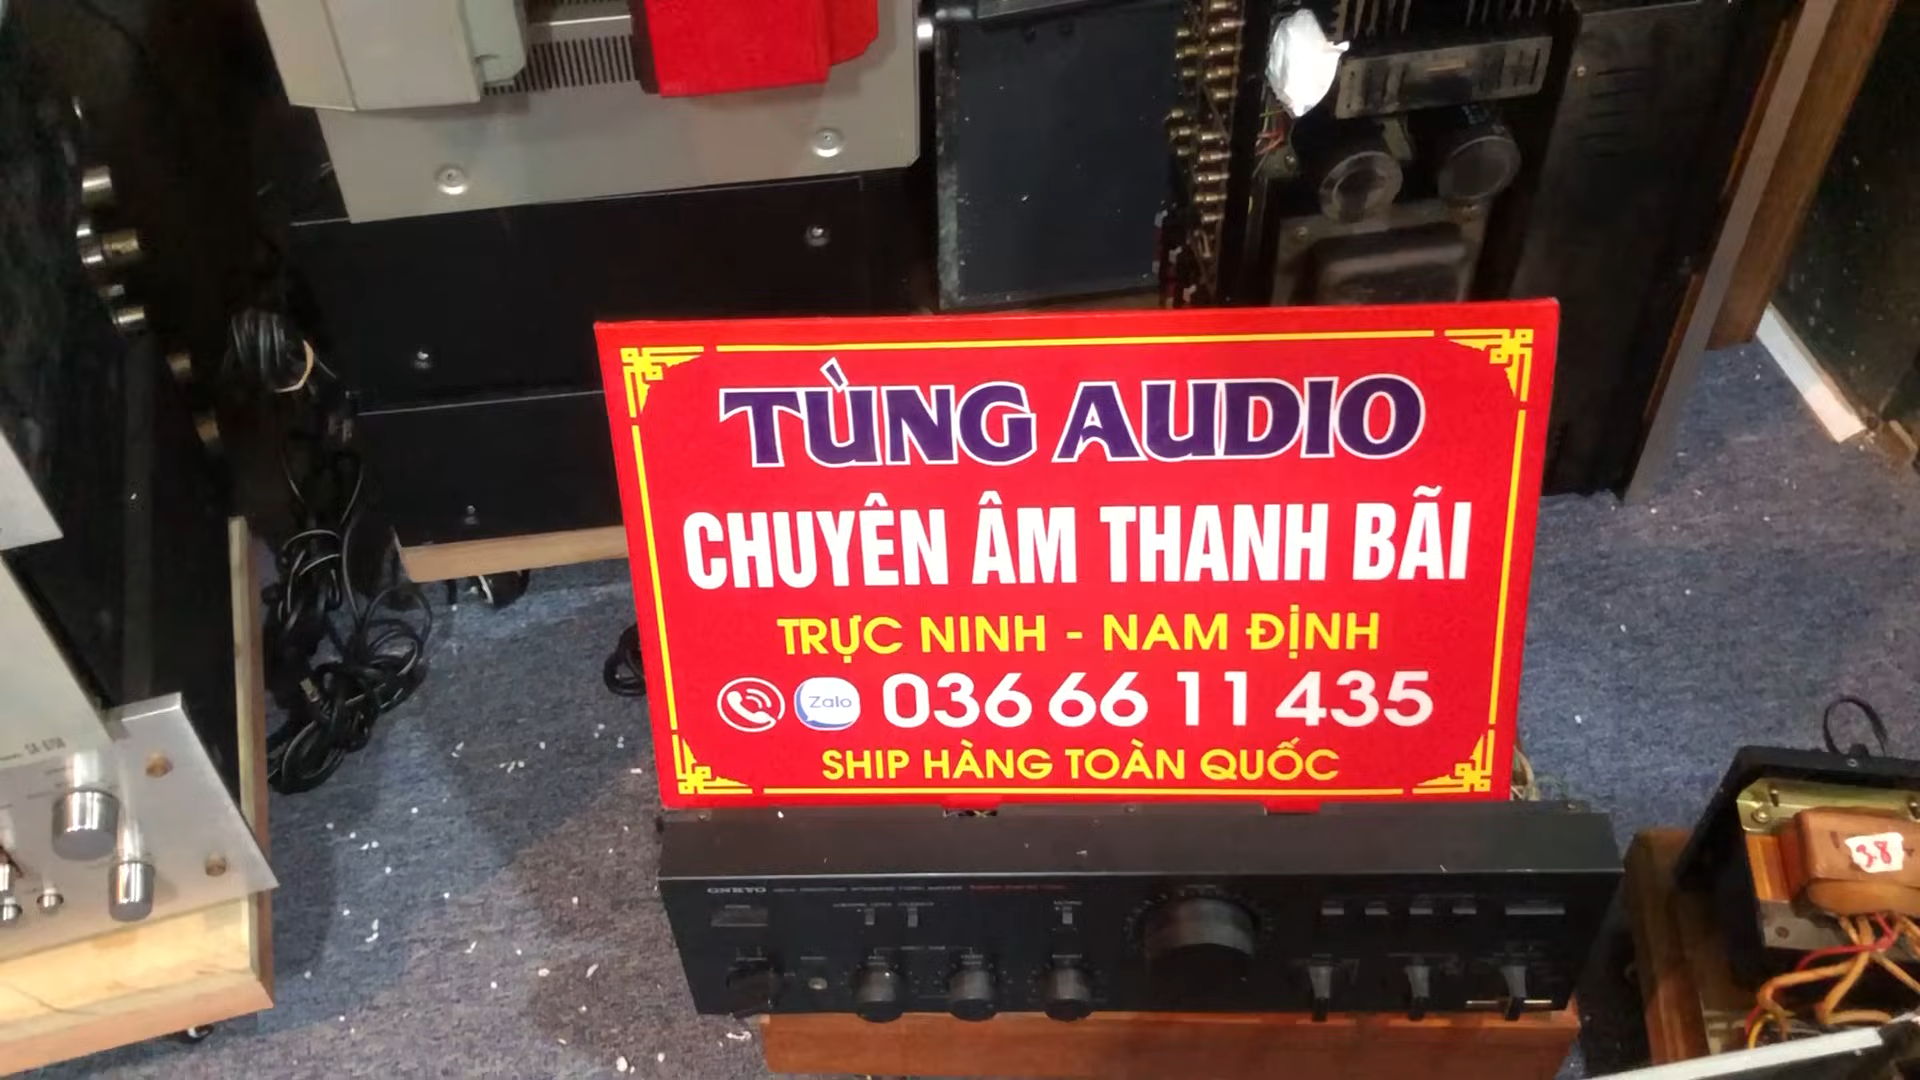 TÙNG AUDIO
CHUYÊN ÂM THANH BÃI
TRỰC NINH - NAM ĐỊNH
Zalo 036 66 11 435
SHIP HÀNG TOÀN QUỐC
ONKYO
38